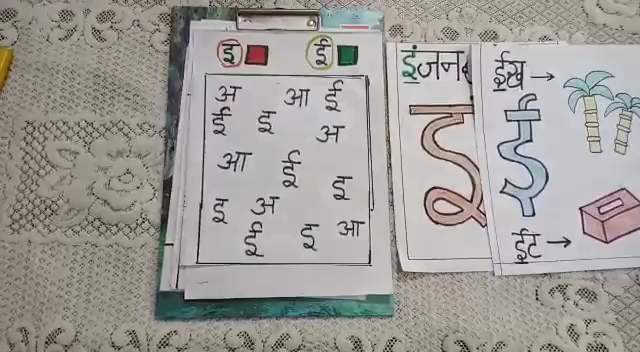 इ ई
अ आ ई
ई इ अ
आ ई इ
इ अ
ई इ आ
इंजन
इ
ईख →
ई
ईंट →